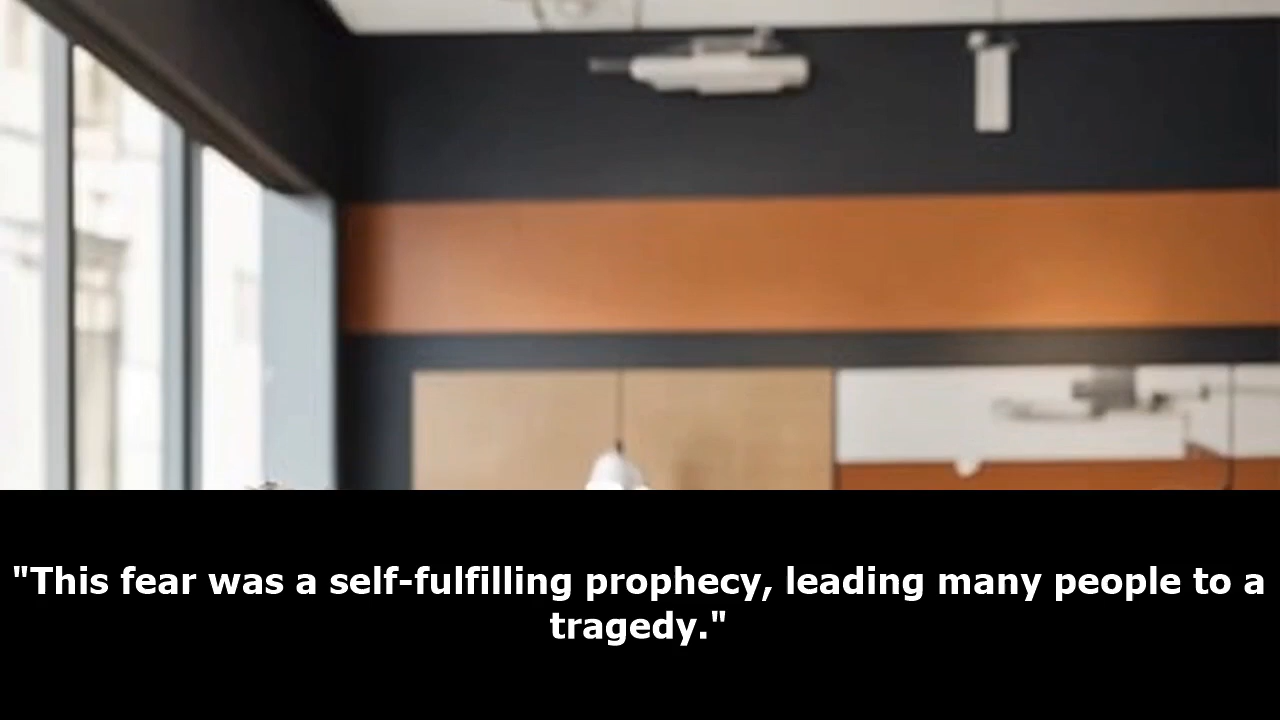 "This fear was a self-fulfilling prophecy, leading many people to a
tragedy."